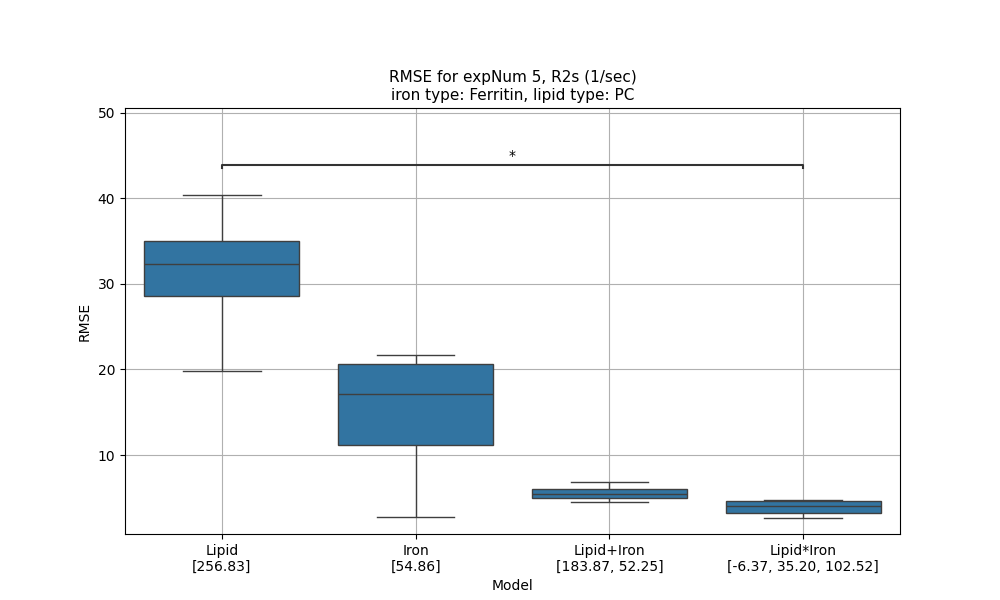 RMSE for expNum 5, R2s (1/sec)
iron type: Ferritin, lipid type: PC
50
40
30
20
10
RMSE
*
Lipid
[256.83]
Iron
[54.86]
Lipid+Iron
[183.87, 52.25]
Lipid*Iron
[-6.37, 35.20, 102.52]
Model